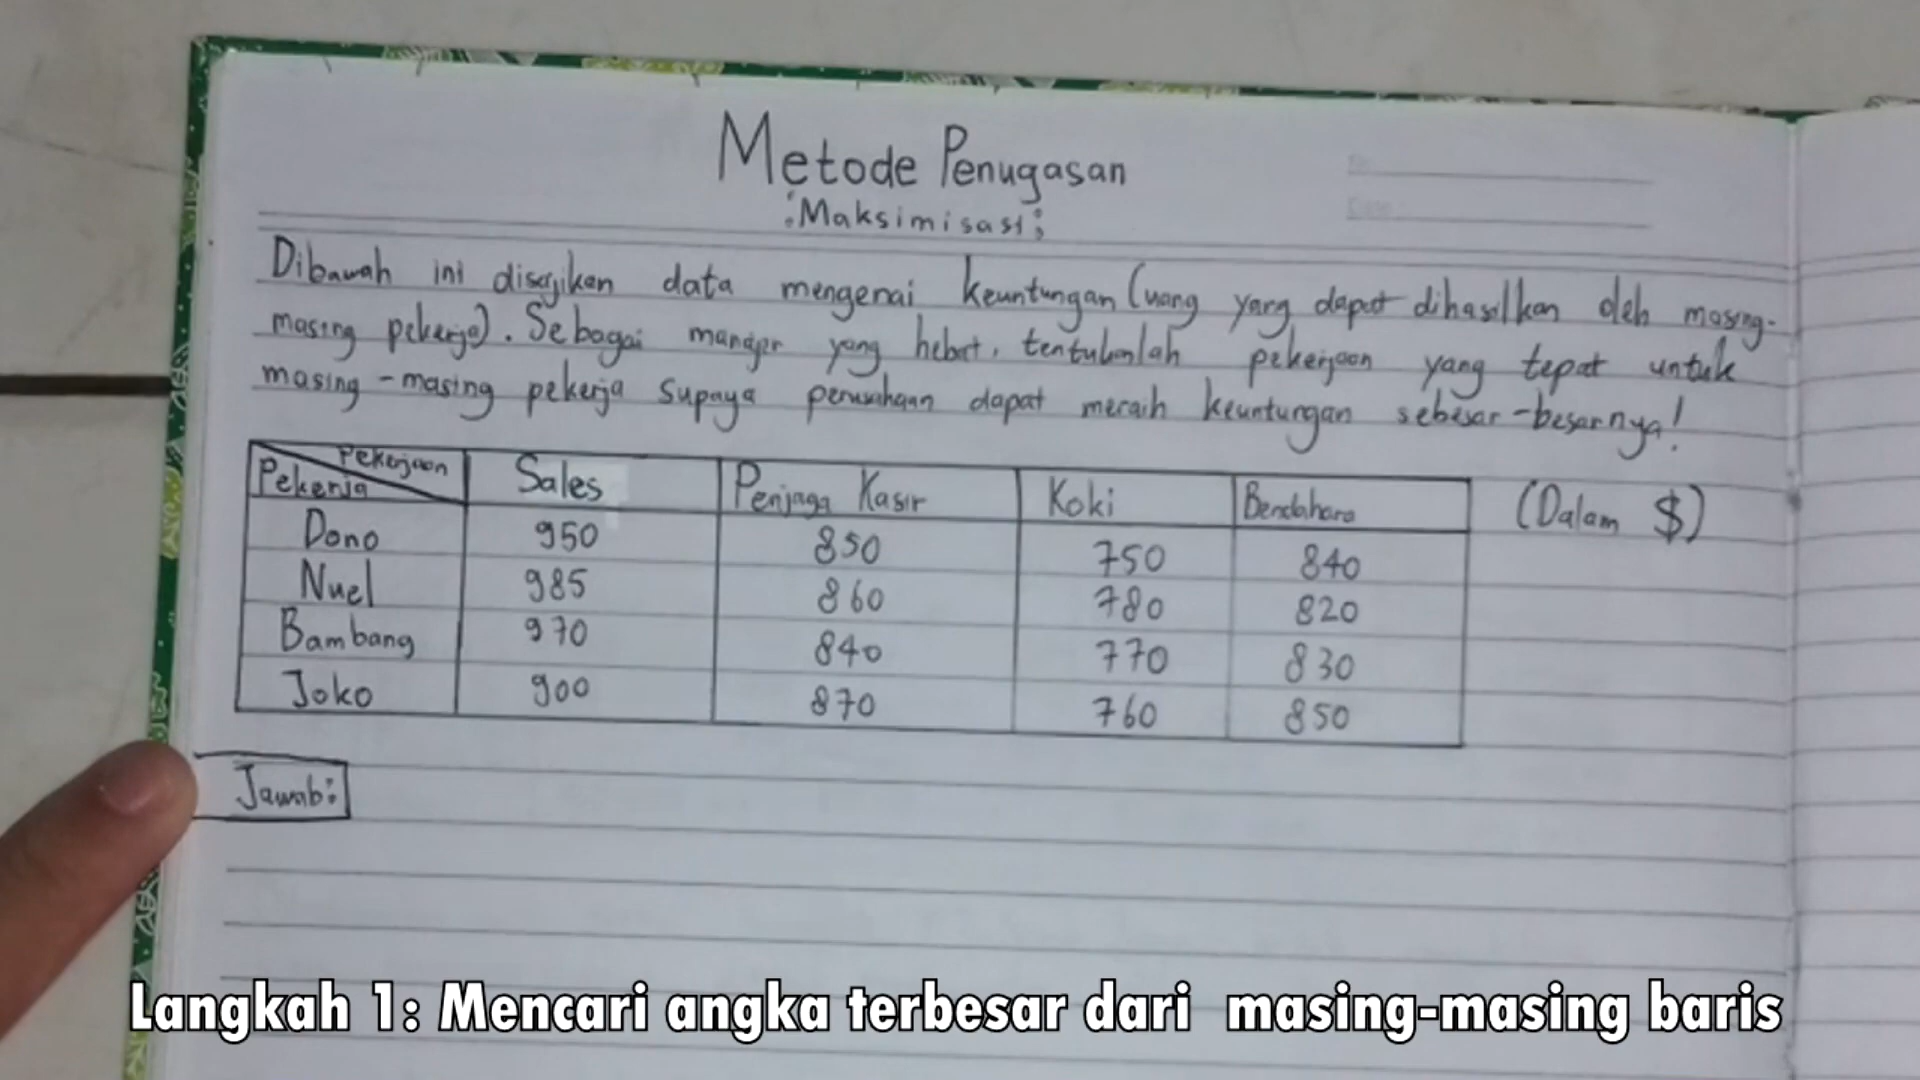 Metode Penugasan
:Maksimisasi:
Dibawah ini disajikan data mengenai keuntungan (uang yang dapat dihasilkan oleh masing-
masing pekerja). Sebagai manajer yang hebat, tentukanlah pekerjaan yang tepat untuk
masing-masing pekerja supaya perusahaan dapat meraih keuntungan sebesar-besarnya!
Pekerjaan
Pekerja Sales Penjaga Kasir Koki Bendahara (Dalam $)
Dono 950 850 750 840
Nuel 985 860 780 820
Bambang 970 840 770 830
Joko 900 870 760 850
Jawab:
Langkah 1: Mencari angka terbesar dari masing-masing baris